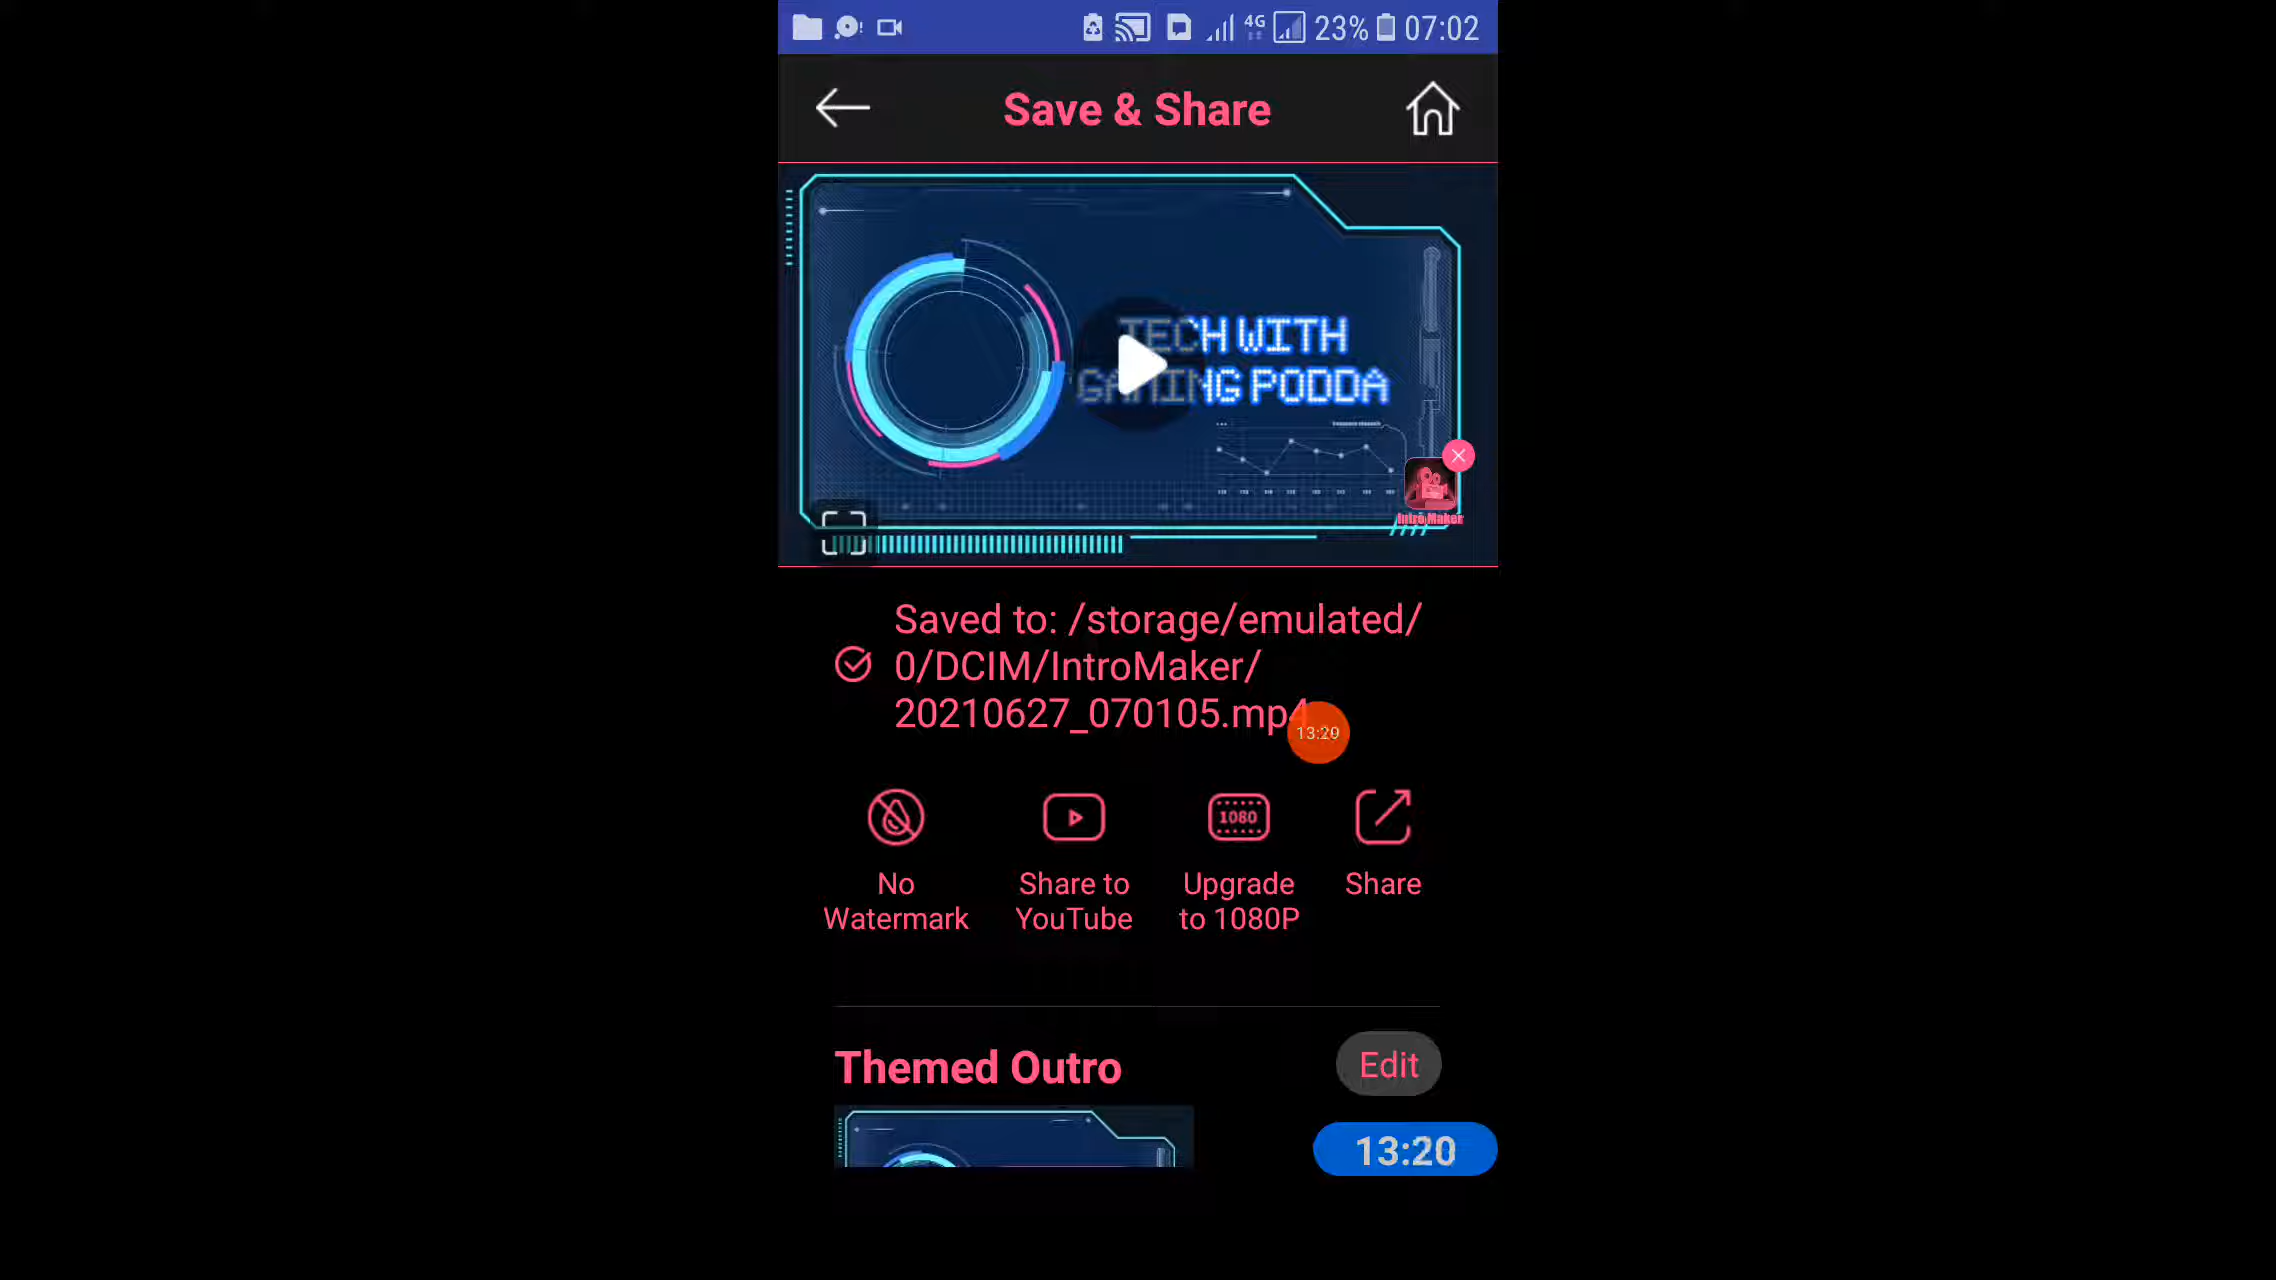 4G 23% 07:02
Save & Share
TECH WITH
GAMING PODDA
Intro Maker
Saved to: /storage/emulated/
0/DCIM/IntroMaker/
20210627_070105.mp4
13:20
1080
No
Watermark
Share to
YouTube
Upgrade
to 1080P
Share
Themed Outro
Edit
13:20